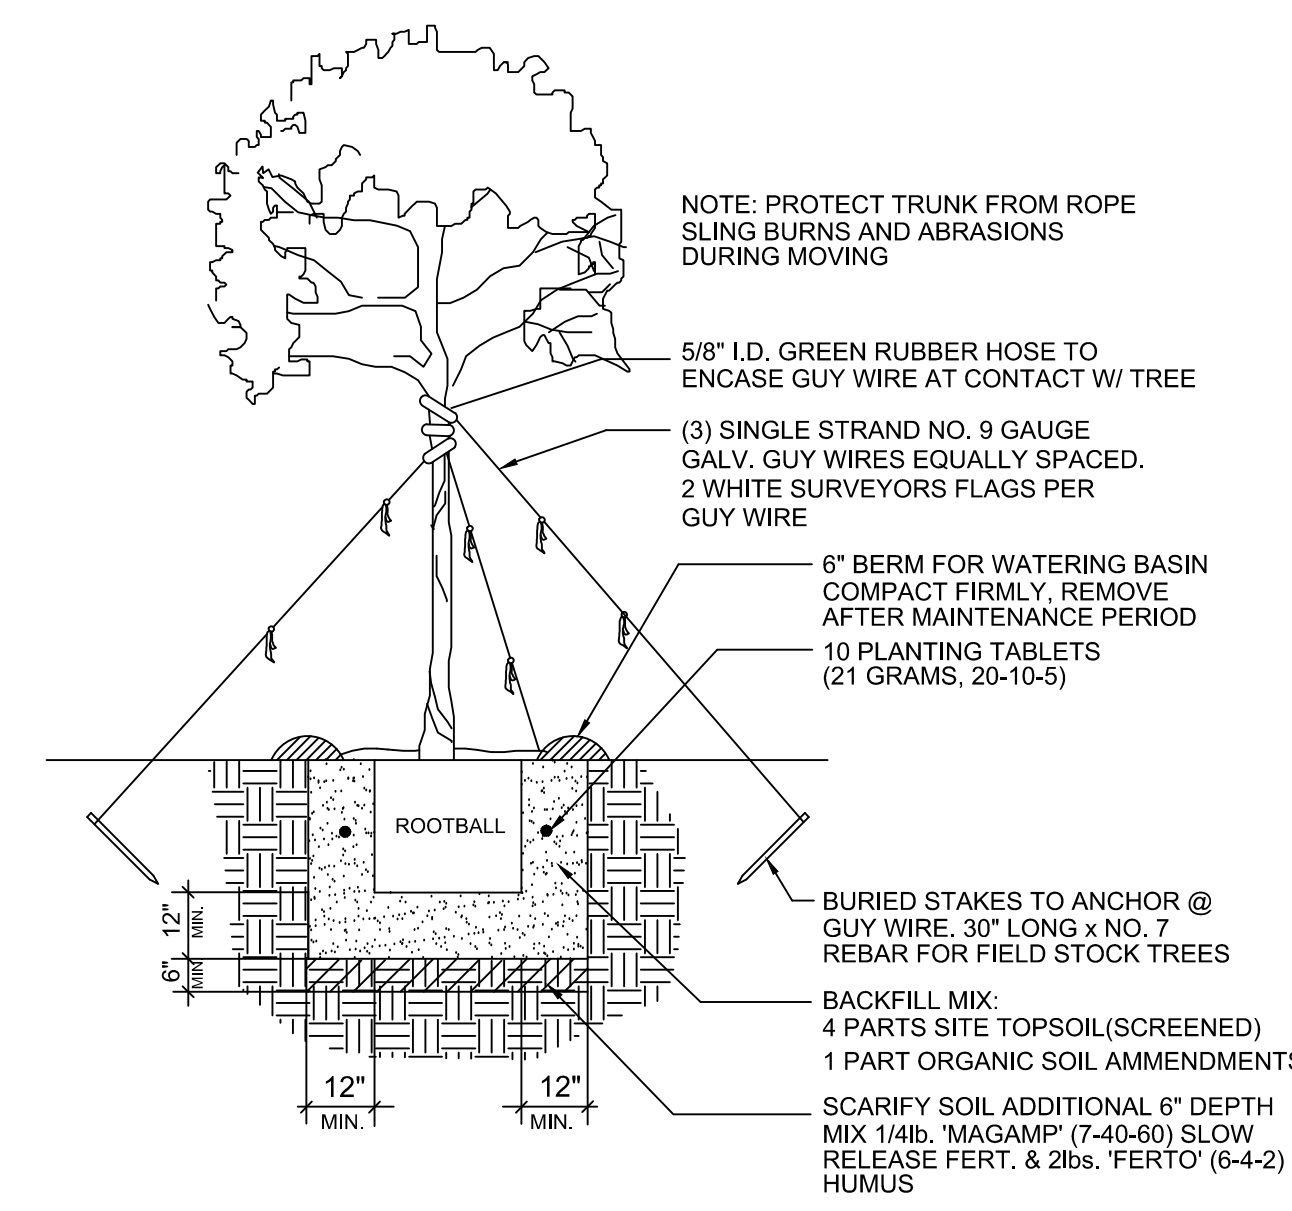 NOTE: PROTECT TRUNK FROM ROPE
SLING BURNS AND ABRASIONS
DURING MOVING
5/8" I.D. GREEN RUBBER HOSE TO
ENCASE GUY WIRE AT CONTACT W/ TREE
(3) SINGLE STRAND NO. 9 GAUGE
GALV. GUY WIRES EQUALLY SPACED.
2 WHITE SURVEYORS FLAGS PER
GUY WIRE
6" BERM FOR WATERING BASIN
COMPACT FIRMLY, REMOVE
AFTER MAINTENANCE PERIOD
10 PLANTING TABLETS
(21 GRAMS, 20-10-5)
ROOTBALL
BURIED STAKES TO ANCHOR @
GUY WIRE. 30" LONG x NO. 7
REBAR FOR FIELD STOCK TREES
12"
MIN.
6"
MIN
BACKFILL MIX:
4 PARTS SITE TOPSOIL(SCREENED)
1 PART ORGANIC SOIL AMMENDMENTS
12"
MIN.
12"
MIN.
SCARIFY SOIL ADDITIONAL 6" DEPTH
MIX 1/4lb. 'MAGAMP' (7-40-60) SLOW
RELEASE FERT. & 2lbs. 'FERTO' (6-4-2)
HUMUS